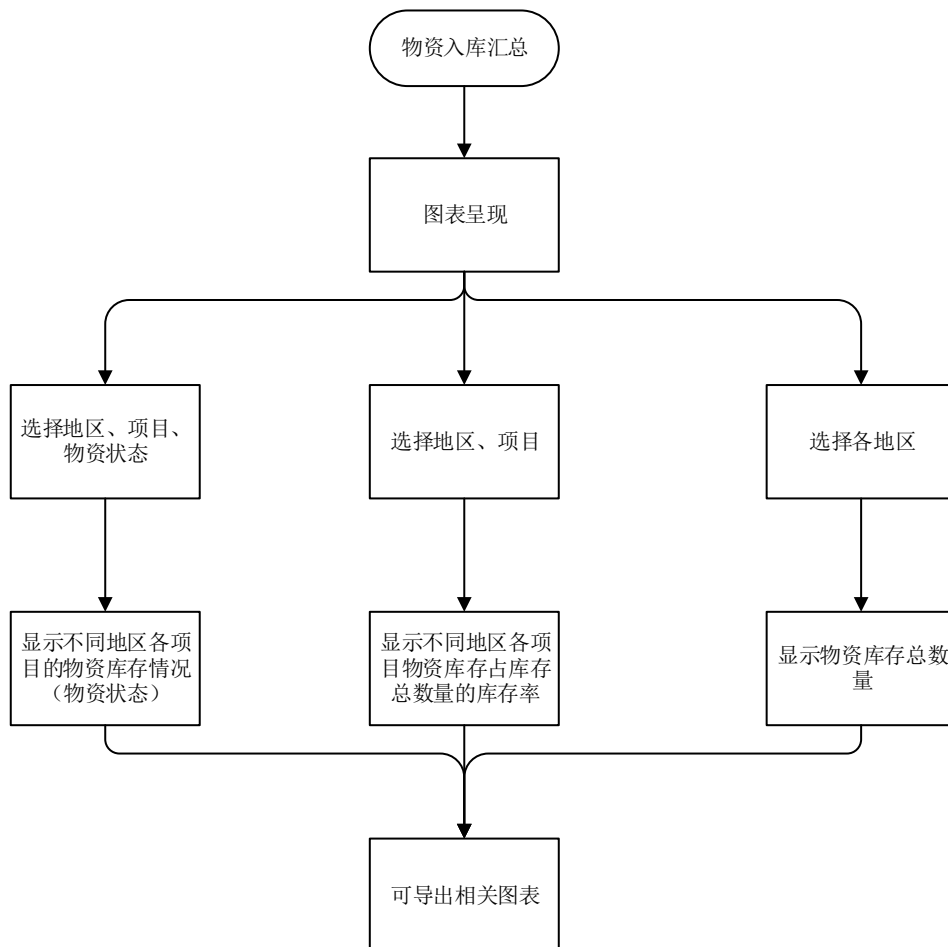 物资入库汇总
图表呈现
选择地区、项目、
物资状态
选择地区、项目
选择各地区
显示不同地区各项
目的物资库存情况
（物资状态）
显示不同地区各项
目物资库存占库存
总数量的库存率
显示物资库存总数
量
可导出相关图表